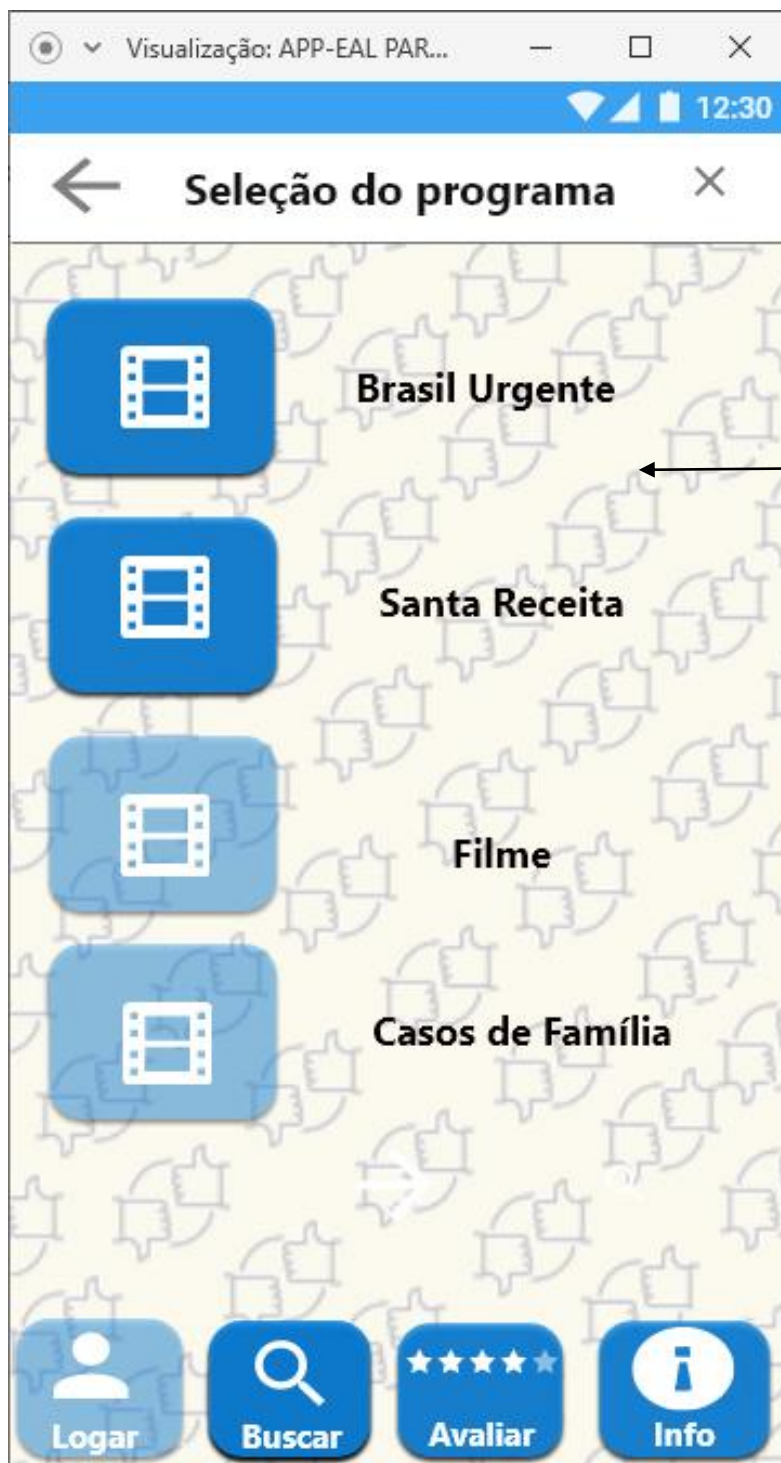 Visualização: APP-EAL PAR...
12:30
Seleção do programa
Brasil Urgente
Santa Receita
Filme
Casos de Família
Logar
Buscar
Avaliar
Info